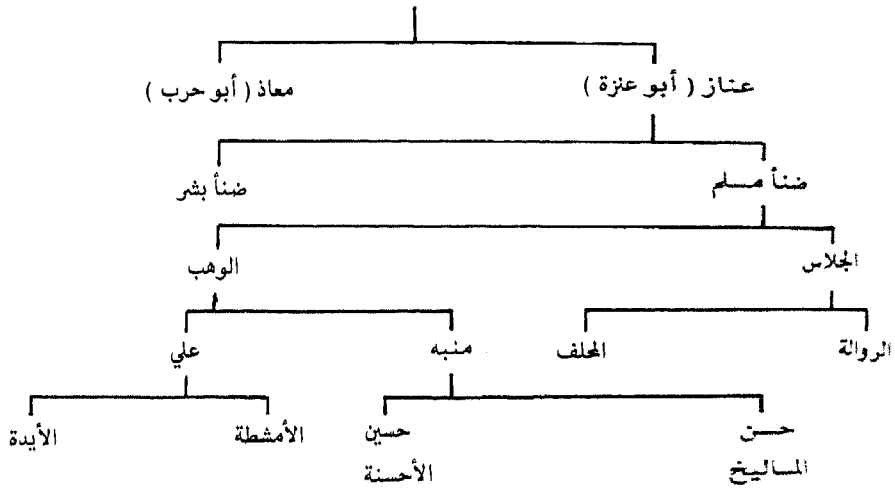 عناز ( أبو عنزة ) معاذ ( أبو حرب )
ضنأ مسلم ضنأ بشر
الجلاس الوهب
الروالة المحلف منبه علي
حسن حسين الأمشطة الأيدة
المساليخ الأحسنة